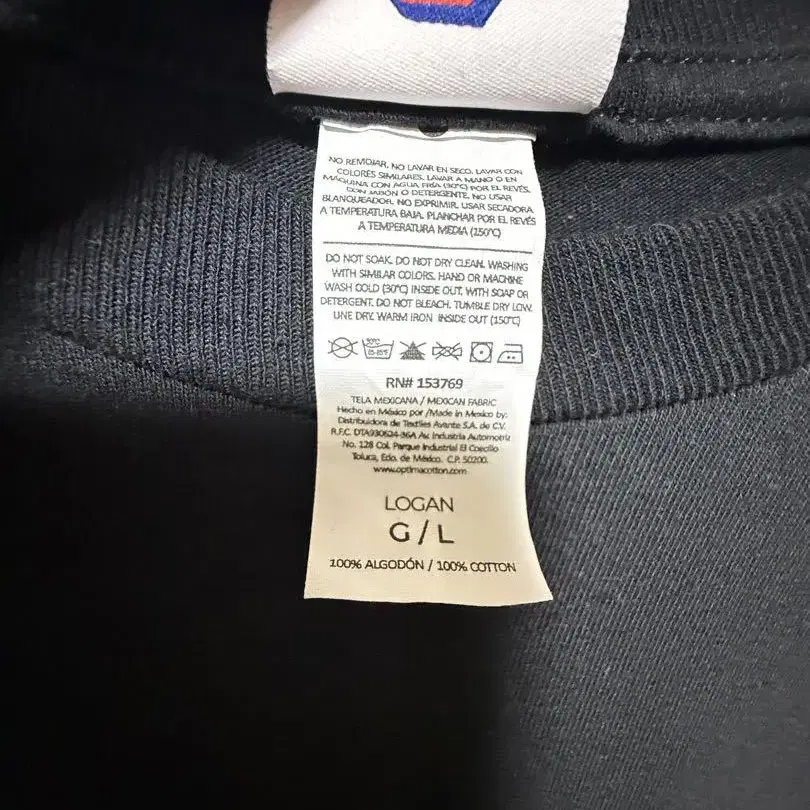 NO REMOJAR. NO LAVAR EN SECO. LAVAR CON
COLORES SIMILARES. LAVAR A MANO O EN
MÁQUINA CON AGUA FRÍA (30°C) POR EL REVÉS.
CON JABÓN O DETERGENTE. NO USAR
BLANQUEADOR. NO EXPRIMIR. USAR SECADORA
A TEMPERATURA BAJA. PLANCHAR POR EL REVÉS
A TEMPERATURA MEDIA (150°C)
DO NOT SOAK. DO NOT DRY CLEAN. WASHING
WITH SIMILAR COLORS. HAND OR MACHINE
WASH COLD (30°C) INSIDE OUT, WITH SOAP OR
DETERGENT. DO NOT BLEACH. TUMBLE DRY LOW.
LINE DRY. WARM IRON INSIDE OUT (150°C)
30°C
RN# 153769
TELA MEXICANA / MEXICAN FABRIC
Hecho en México por /Made in Mexico by:
Distribuidora de Textiles Avante S.A. de C.V.
R.F.C. DTA930624-36A Av. Industria Automotriz
No. 128 Col. Parque Industrial El Coecillo
Toluca, Edo. de México. C.P. 50200.
www.optimacotton.com
LOGAN
G / L
100% ALGODÓN / 100% COTTON